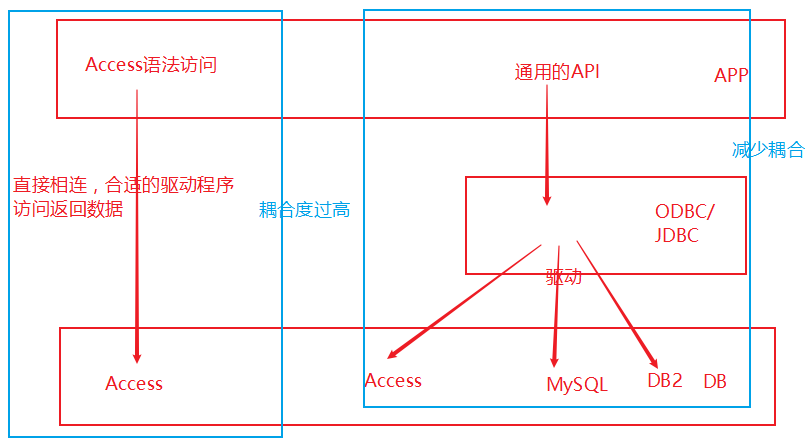 Access语法访问
通用的API
APP
减少耦合
直接相连，合适的驱动程序
访问返回数据
耦合度过高
ODBC/
JDBC
驱动
Access
Access
MySQL
DB2
DB